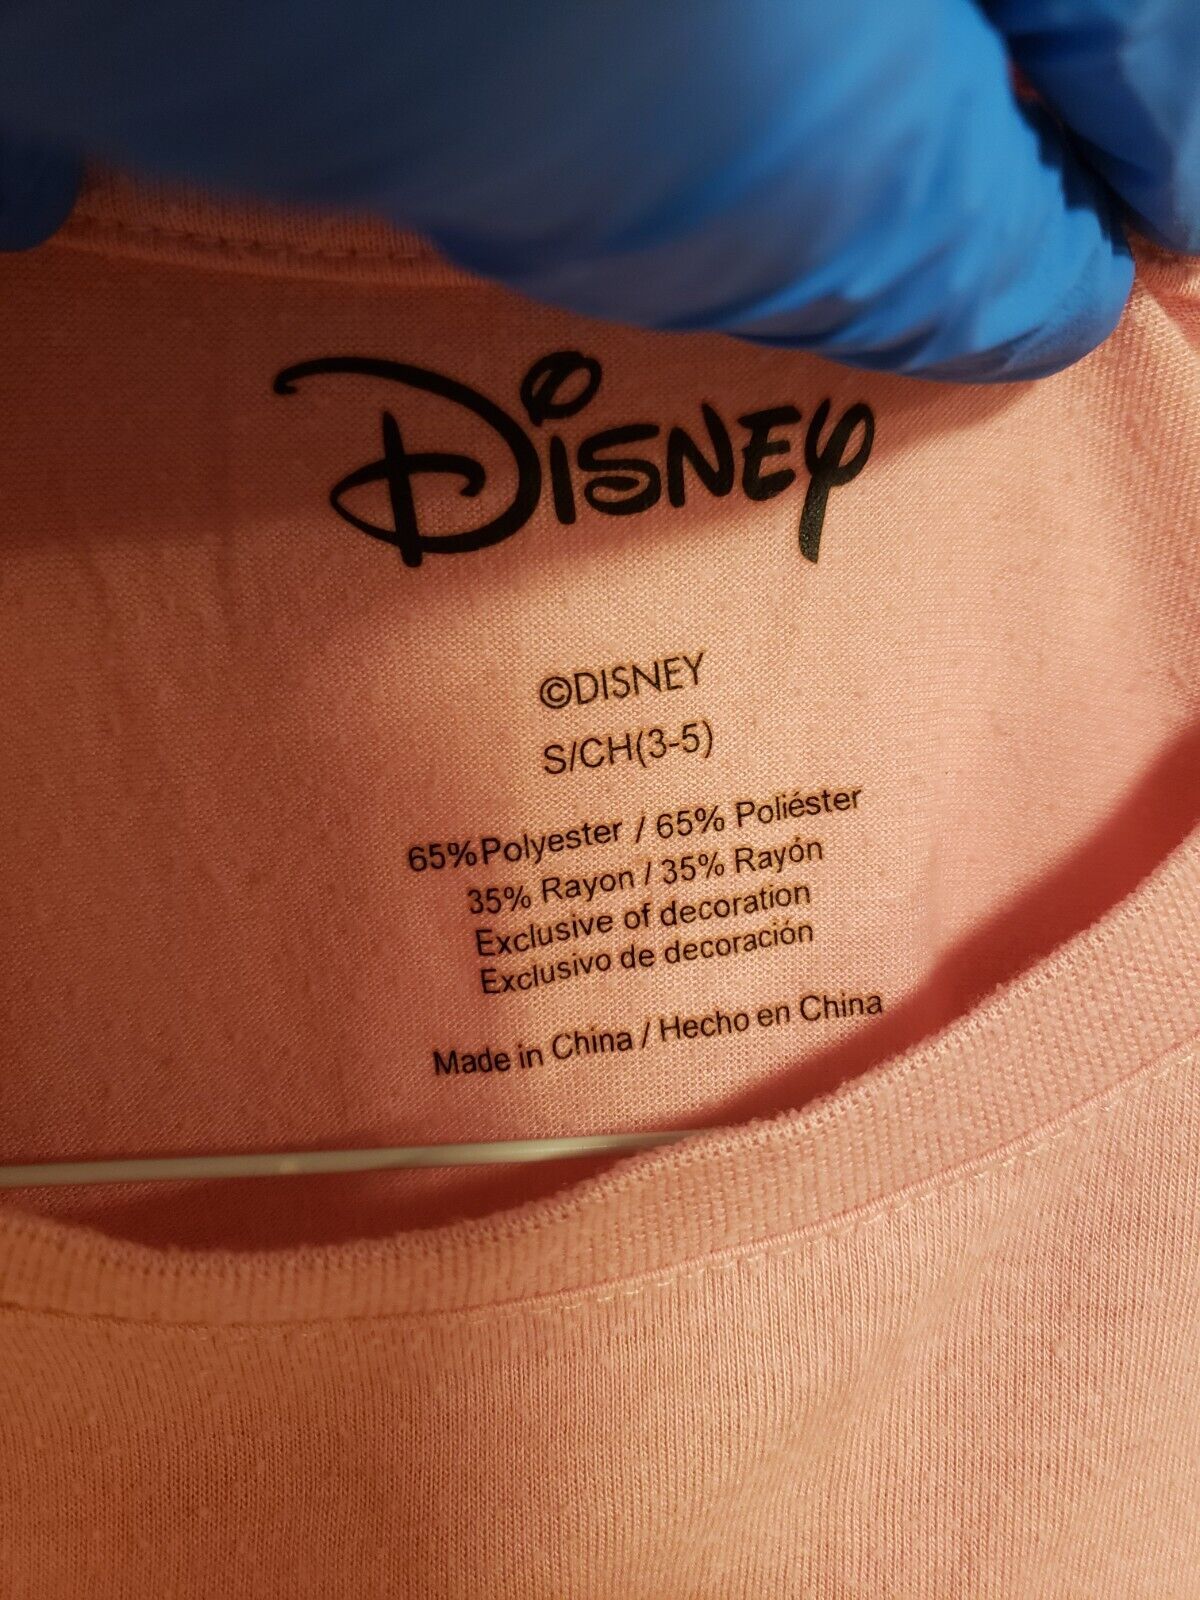 Disney
©DISNEY
S/CH(3-5)
65%Polyester / 65% Poliéster
35% Rayon / 35% Rayón
Exclusive of decoration
Exclusivo de decoración
Made in China / Hecho en China